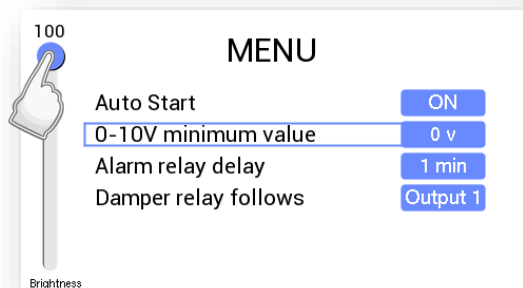 100
MENU
Auto Start ON
0-10V minimum value 0 v
Alarm relay delay 1 min
Damper relay follows Output 1
Brightness